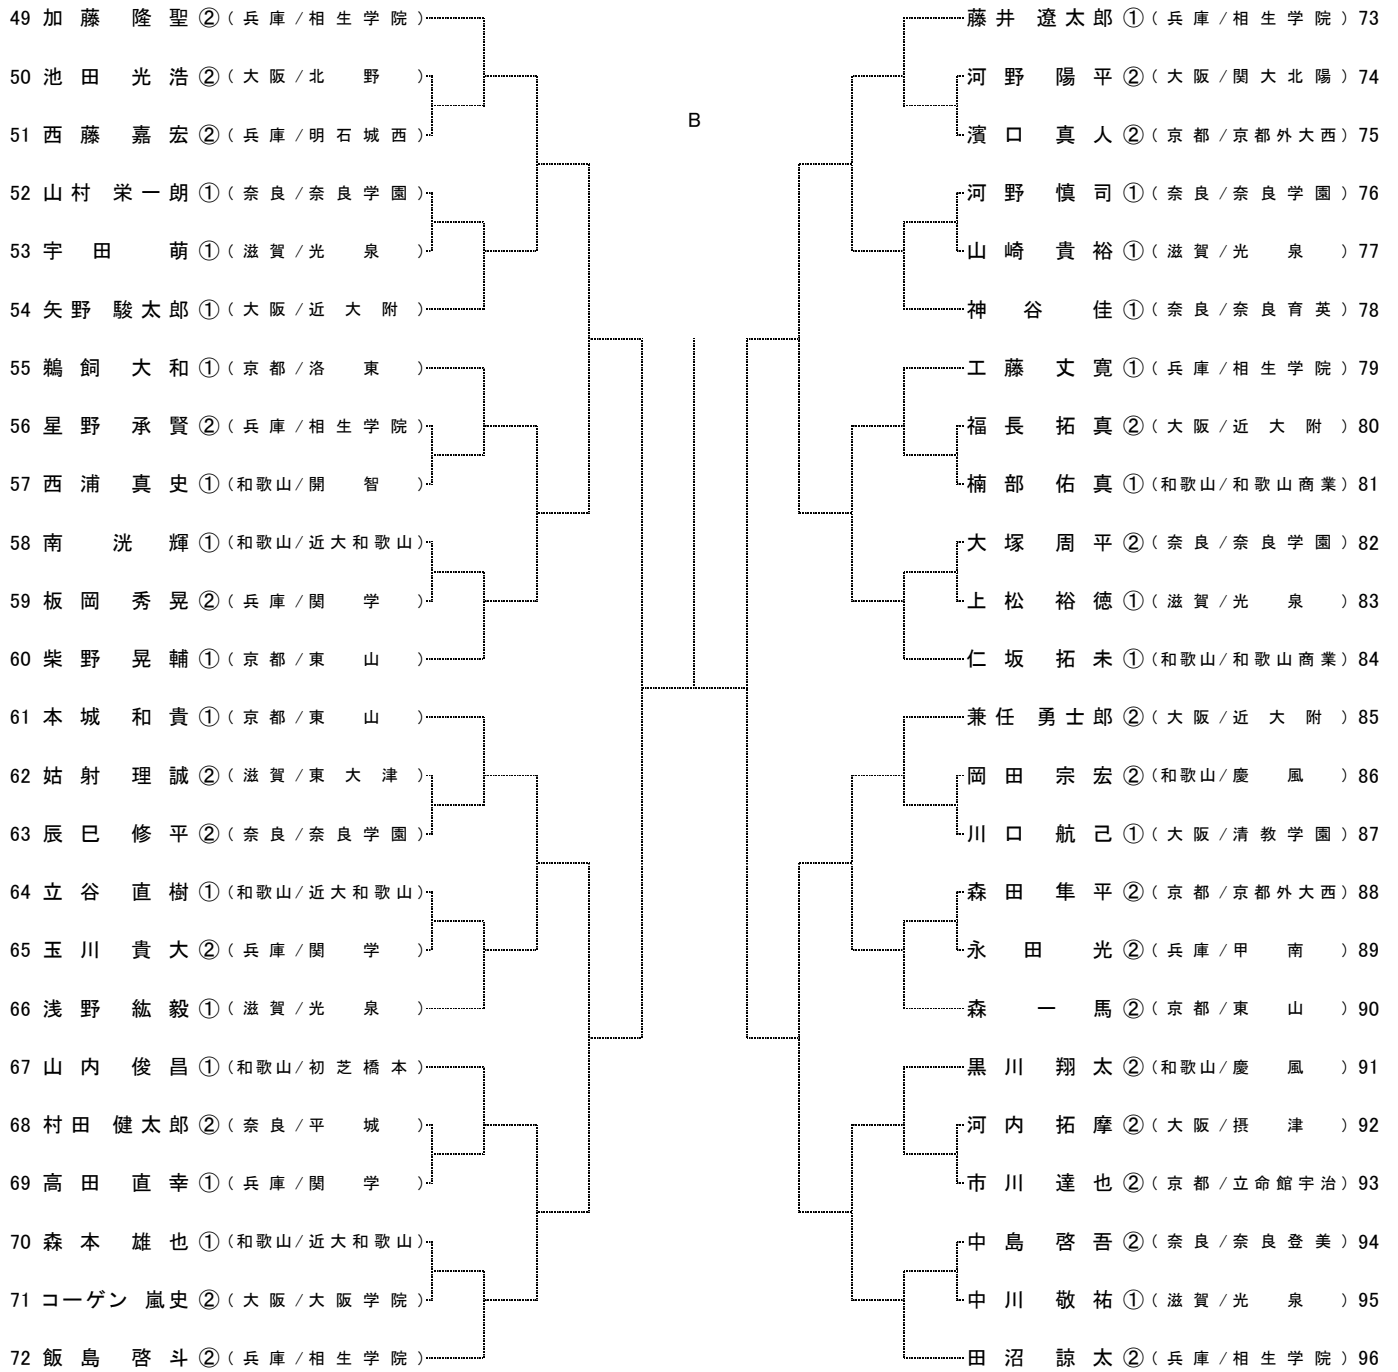 49 加藤 隆聖 ② (兵庫/相生学院)
50 池田 光浩 ② (大阪/北野)
51 西藤 嘉宏 ② (兵庫/明石城西)
52 山村 栄一朗 ① (奈良/奈良学園)
53 宇田 萌 ① (滋賀/光泉)
54 矢野 駿太郎 ① (大阪/近大附)
55 鵜飼 大和 ① (京都/洛東)
56 星野 承賢 ② (兵庫/相生学院)
57 西浦 真史 ① (和歌山/開智)
58 南 洸輝 ① (和歌山/近大和歌山)
59 板岡 秀晃 ② (兵庫/関学)
60 柴野 晃輔 ① (京都/東山)
61 本城 和貴 ① (京都/東山)
62 姑射 理誠 ② (滋賀/東大津)
63 辰巳 修平 ② (奈良/奈良学園)
64 立谷 直樹 ① (和歌山/近大和歌山)
65 玉川 貴大 ② (兵庫/関学)
66 浅野 紘毅 ① (滋賀/光泉)
67 山内 俊昌 ① (和歌山/初芝橋本)
68 村田 健太郎 ② (奈良/平城)
69 高田 直幸 ① (兵庫/関学)
70 森本 雄也 ① (和歌山/近大和歌山)
71 コーゲン 嵐史 ② (大阪/大阪学院)
72 飯島 啓斗 ② (兵庫/相生学院)
B
藤井 遼太郎 ① (兵庫/相生学院) 73
河野 陽平 ② (大阪/関大北陽) 74
濱口 真人 ② (京都/京都外大西) 75
河野 慎司 ① (奈良/奈良学園) 76
山崎 貴裕 ① (滋賀/光泉) 77
神谷 佳 ① (奈良/奈良育英) 78
工藤 丈寛 ① (兵庫/相生学院) 79
福長 拓真 ② (大阪/近大附) 80
楠部 佑真 ① (和歌山/和歌山商業) 81
大塚 周平 ② (奈良/奈良学園) 82
上松 裕徳 ① (滋賀/光泉) 83
仁坂 拓未 ① (和歌山/和歌山商業) 84
兼任 勇士郎 ② (大阪/近大附) 85
岡田 宗宏 ② (和歌山/慶風) 86
川口 航己 ① (大阪/清教学園) 87
森田 隼平 ② (京都/京都外大西) 88
永田 光 ② (兵庫/甲南) 89
森 一馬 ② (京都/東山) 90
黒川 翔太 ② (和歌山/慶風) 91
河内 拓摩 ② (大阪/摂津) 92
市川 達也 ② (京都/立命館宇治) 93
中島 啓吾 ② (奈良/奈良登美) 94
中川 敬祐 ① (滋賀/光泉) 95
田沼 諒太 ② (兵庫/相生学院) 96